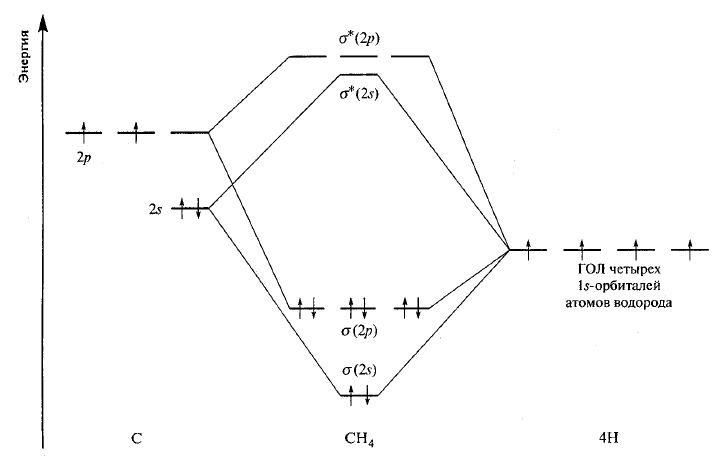 Энергия
σ*(2p)
σ*(2s)
2p
2s
ГОЛ четырех
1s-орбиталей
атомов водорода
σ(2p)
σ(2s)
C
CH₄
4H